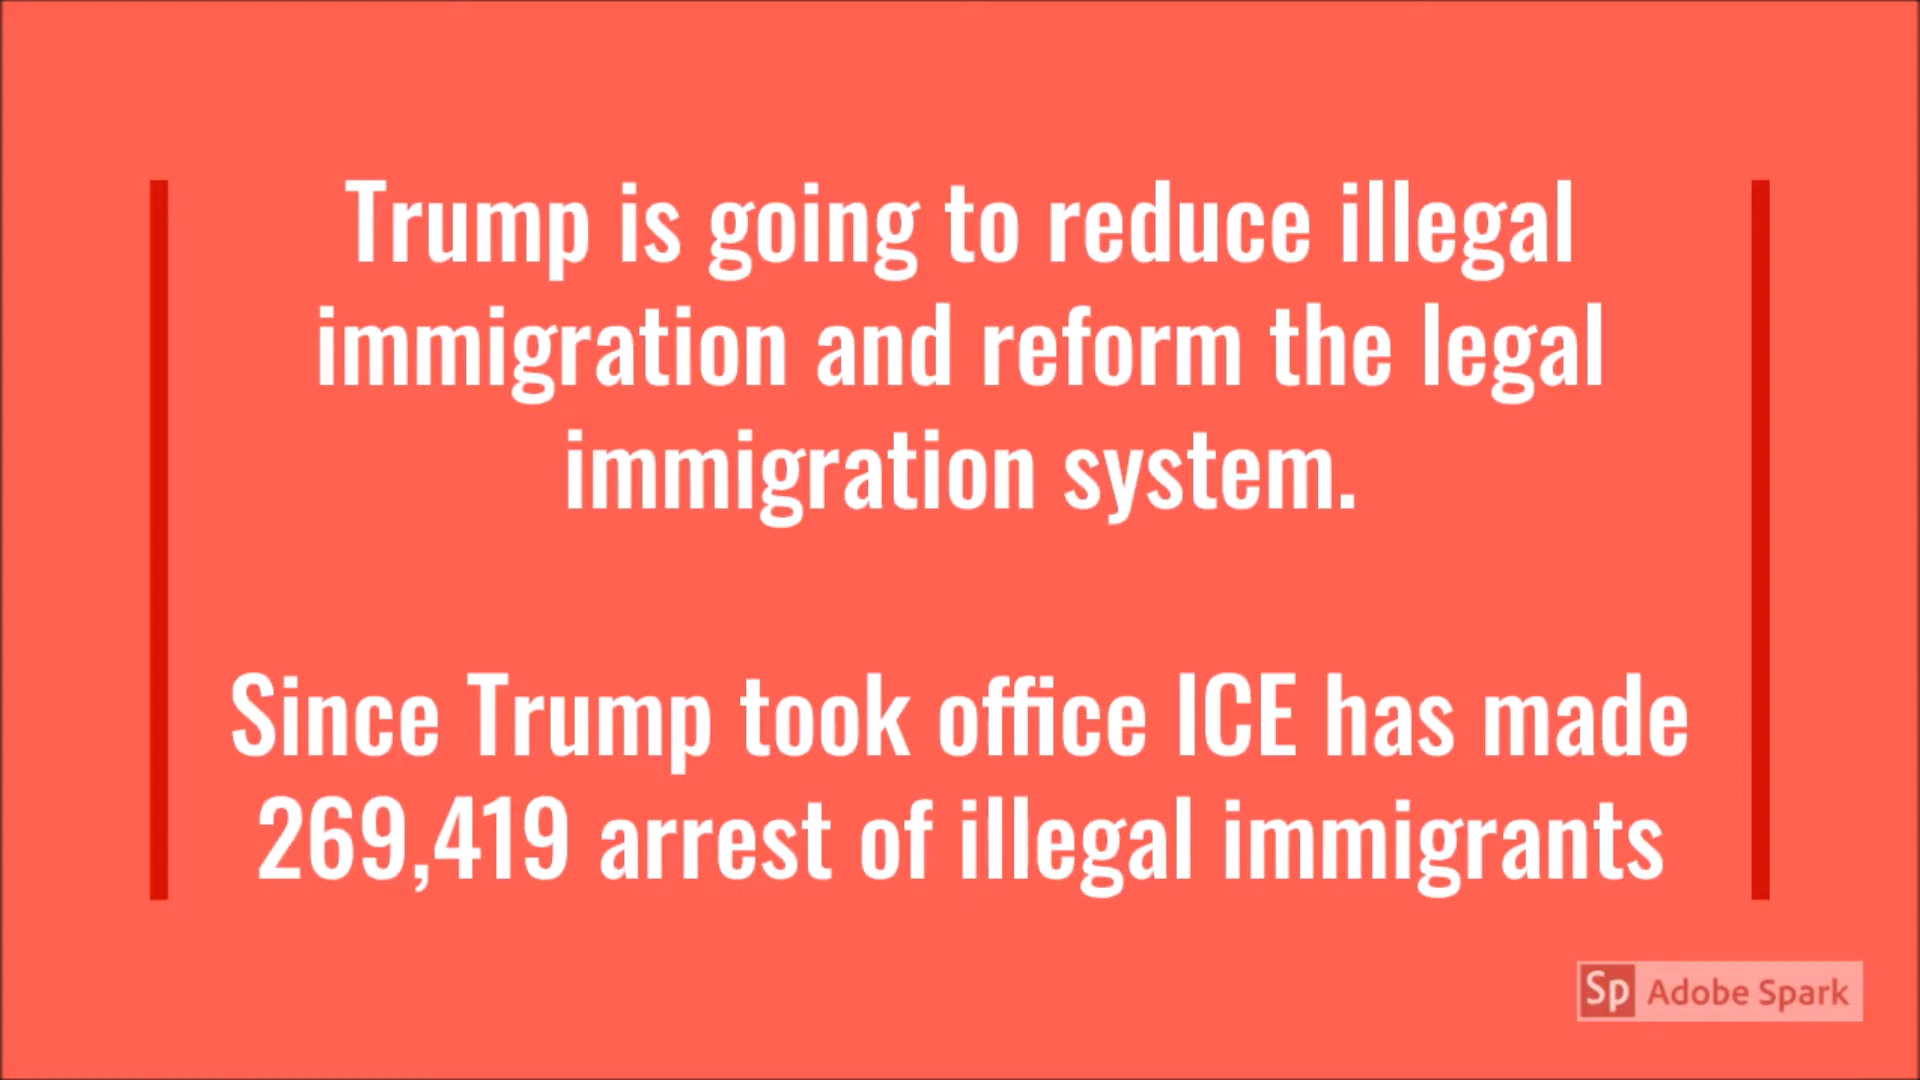 Trump is going to reduce illegal
immigration and reform the legal
immigration system.
Since Trump took office ICE has made
269,419 arrest of illegal immigrants
Sp Adobe Spark